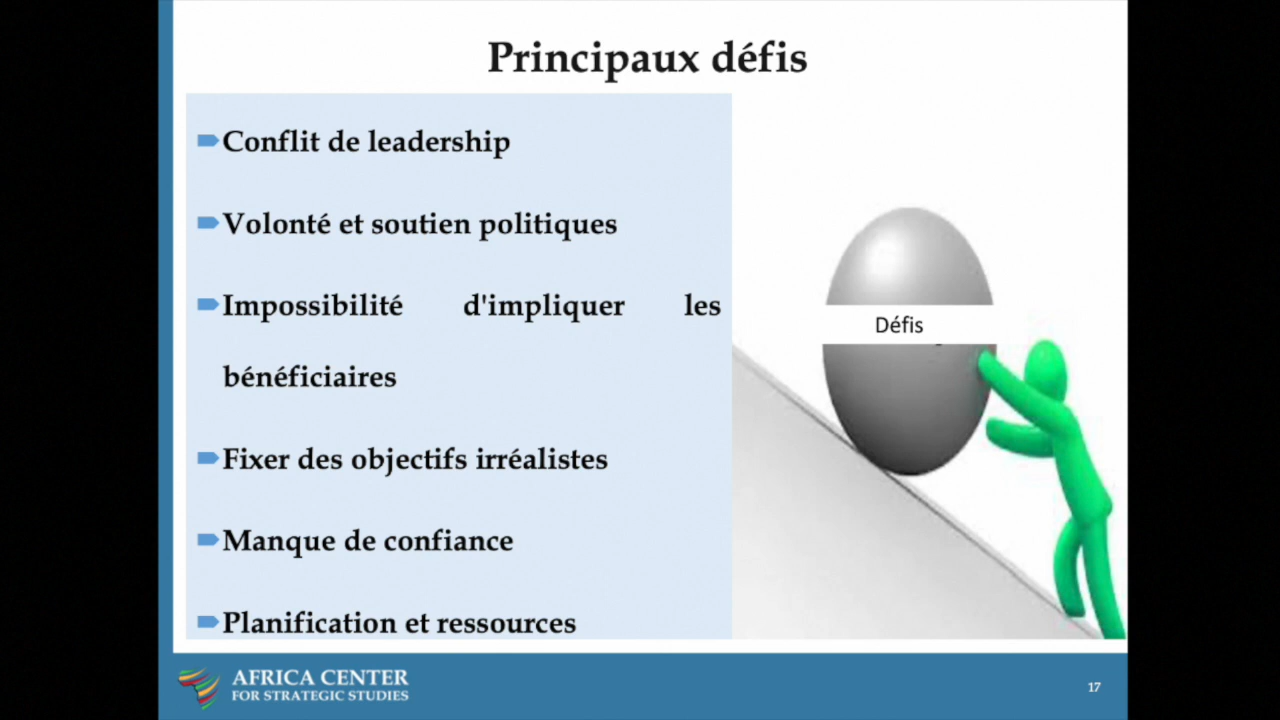 Principaux défis
Conflit de leadership
Volonté et soutien politiques
Impossibilité d'impliquer les
bénéficiaires
Fixer des objectifs irréalistes
Manque de confiance
Planification et ressources
Défis
AFRICA CENTER
FOR STRATEGIC STUDIES
17